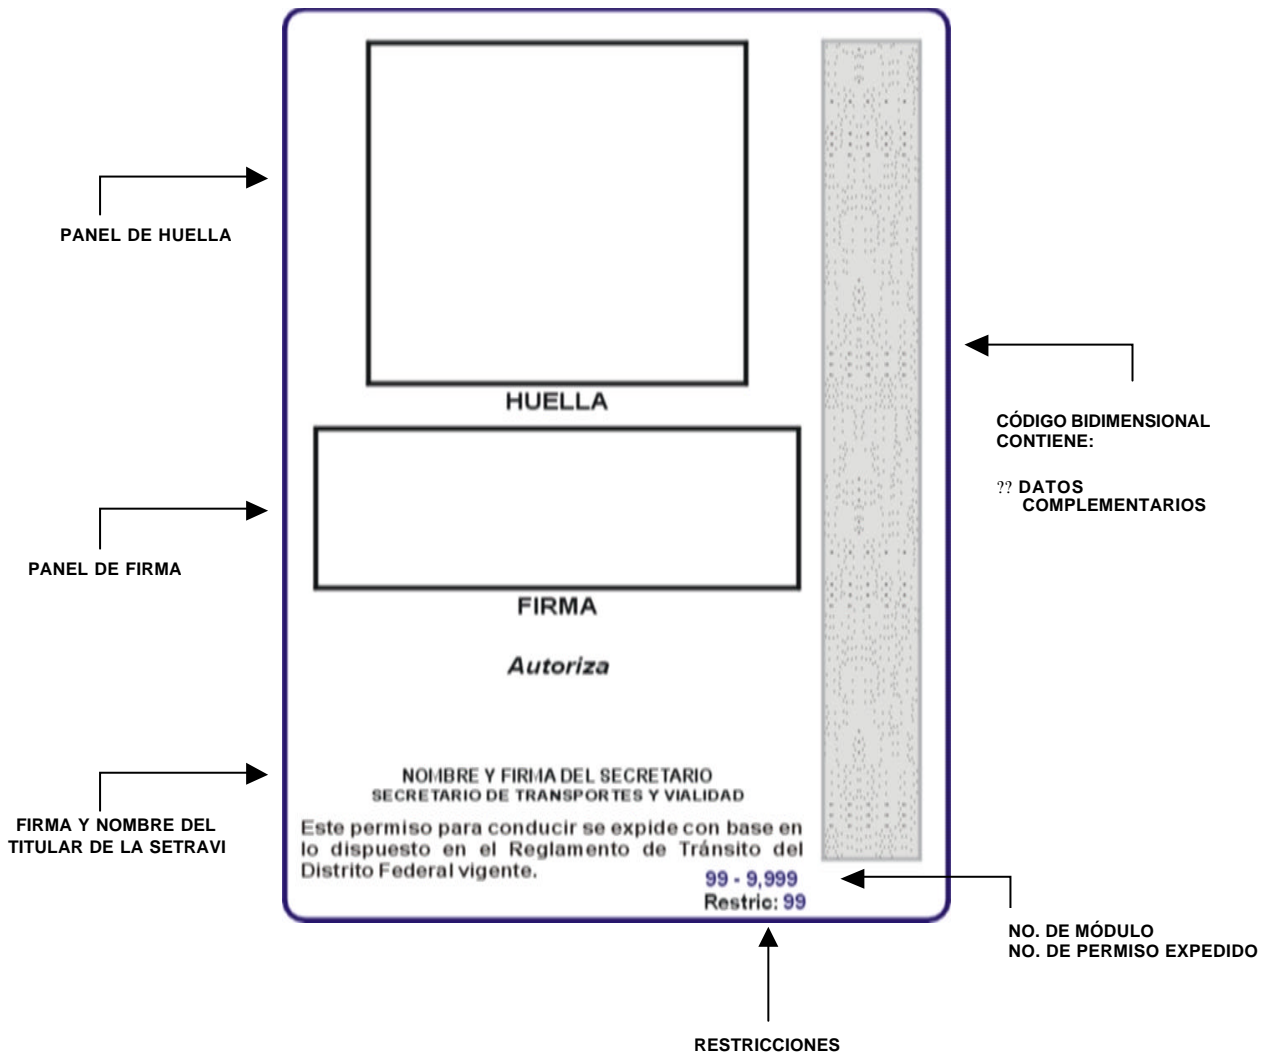 PANEL DE HUELLA
HUELLA
CÓDIGO BIDIMENSIONAL
CONTIENE:
?? DATOS
COMPLEMENTARIOS
PANEL DE FIRMA
FIRMA
Autoriza
NOMBRE Y FIRMA DEL SECRETARIO
SECRETARIO DE TRANSPORTES Y VIALIDAD
FIRMA Y NOMBRE DEL
TITULAR DE LA SETRAVI
Este permiso para conducir se expide con base en
lo dispuesto en el Reglamento de Tránsito del
Distrito Federal vigente.
99 - 9,999
Restric: 99
NO. DE MÓDULO
NO. DE PERMISO EXPEDIDO
RESTRICCIONES